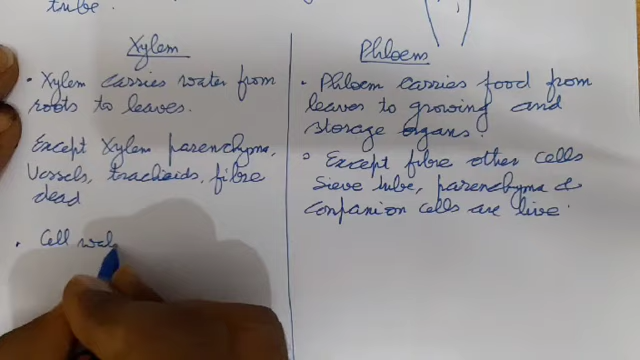 tube.
Xylem
• Xylem carries water from
roots to leaves.
Except Xylem parenchyma,
Vessels, tracheids, fibre
dead
• Cell wal
Phloem
• Phloem carries food from
leaves to growing and
storage organs.
• Except fibre other cells
Sieve tube, parenchyma &
Companion cells are live.